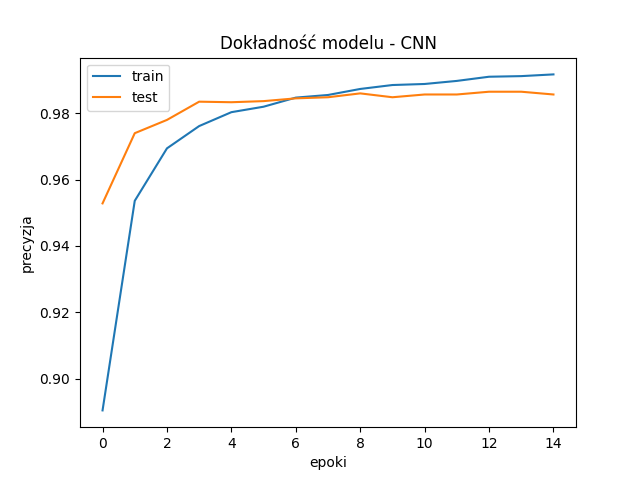 Dokładność modelu - CNN
train
test
precyzja
0.98
0.96
0.94
0.92
0.90
0 2 4 6 8 10 12 14
epoki